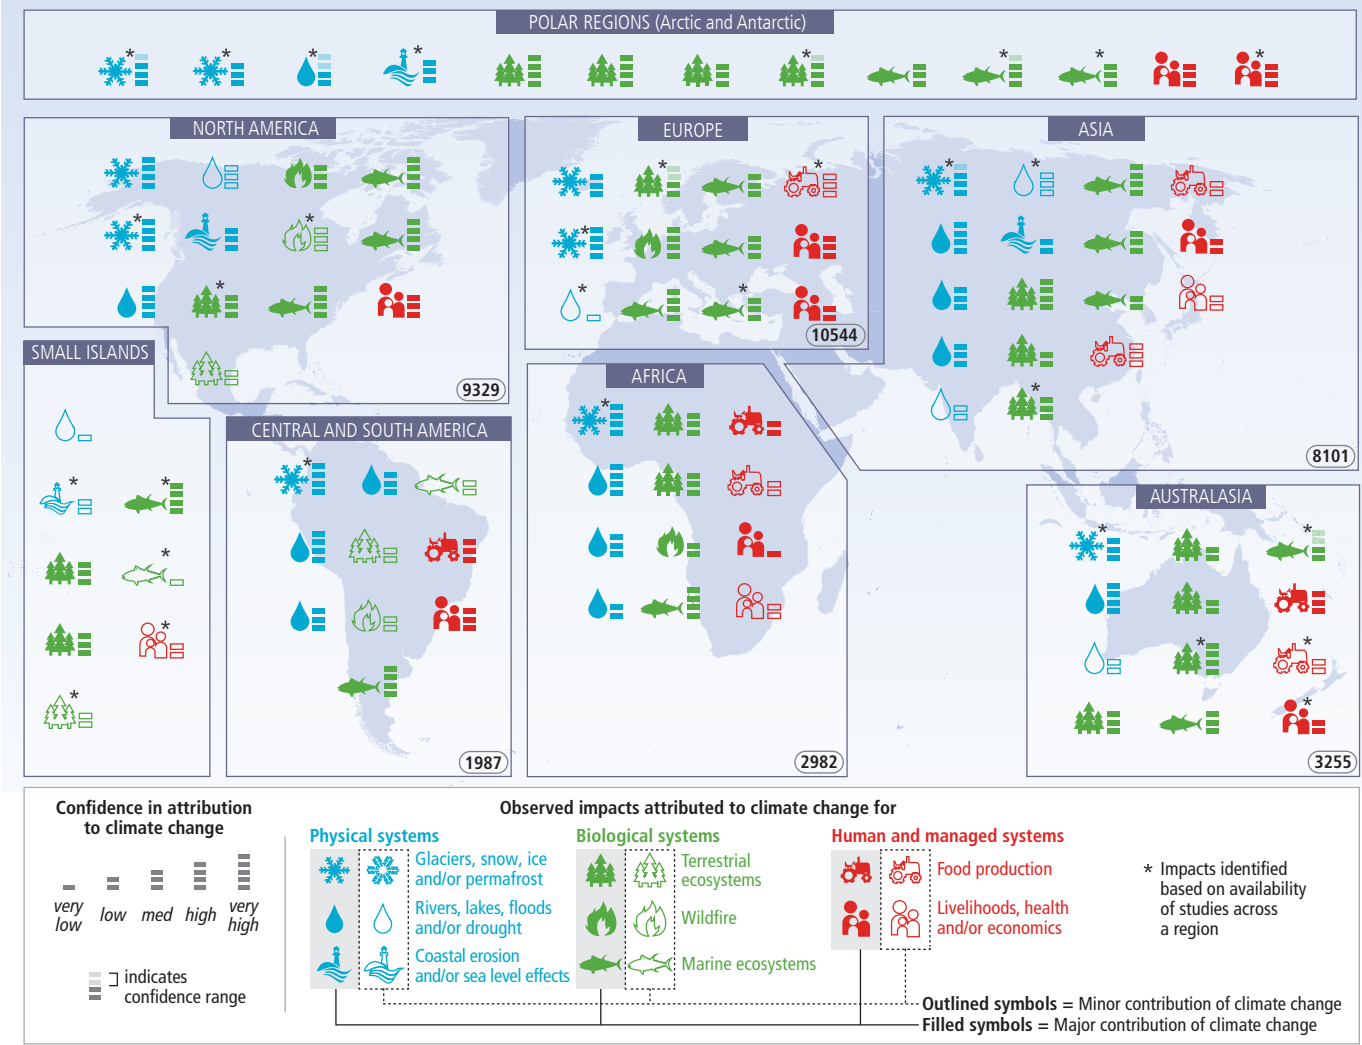 POLAR REGIONS (Arctic and Antarctic)
NORTH AMERICA
EUROPE
ASIA
10544
SMALL ISLANDS
AFRICA
9329
CENTRAL AND SOUTH AMERICA
8101
AUSTRALASIA
1987
2982
3255
Confidence in attribution
to climate change
very
low
low
med
high
very
high
indicates
confidence range
Observed impacts attributed to climate change for
Physical systems
Glaciers, snow, ice
and/or permafrost
Rivers, lakes, floods
and/or drought
Coastal erosion
and/or sea level effects
Biological systems
Terrestrial
ecosystems
Wildfire
Marine ecosystems
Human and managed systems
Food production
Livelihoods, health
and/or economics
* Impacts identified
based on availability
of studies across
a region
Outlined symbols = Minor contribution of climate change
Filled symbols = Major contribution of climate change